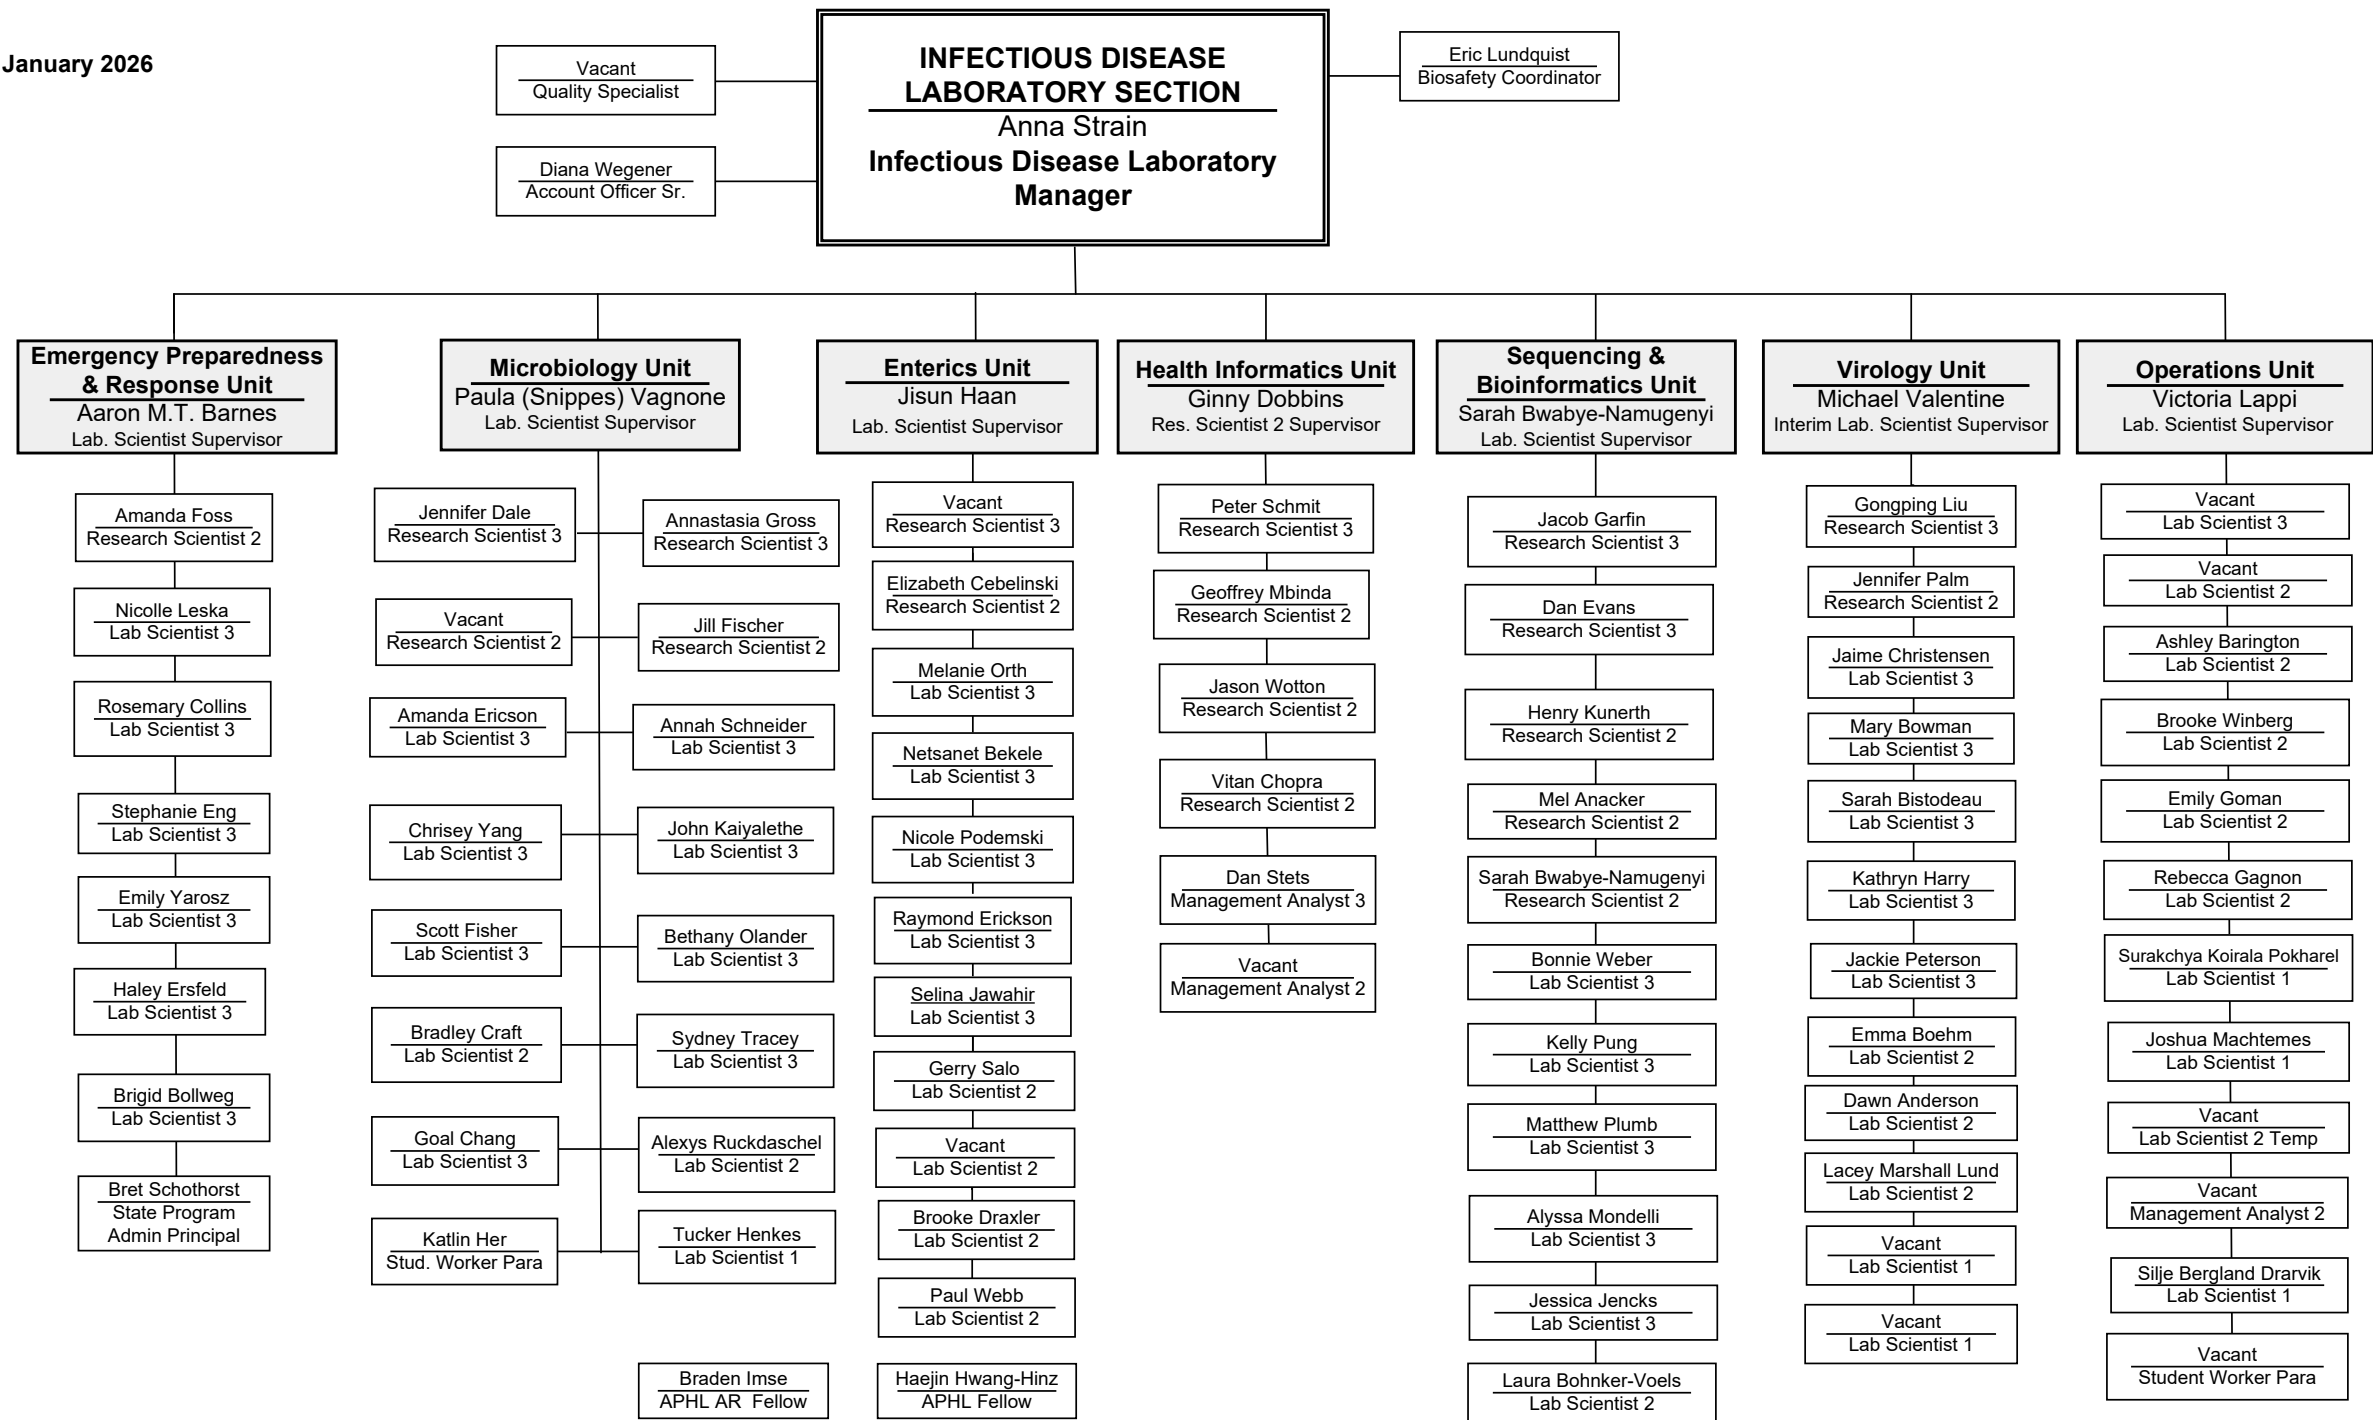 January 2026
Vacant
Quality Specialist
Diana Wegener
Account Officer Sr.
INFECTIOUS DISEASE
LABORATORY SECTION
Anna Strain
Infectious Disease Laboratory
Manager
Eric Lundquist
Biosafety Coordinator
Emergency Preparedness
& Response Unit
Aaron M.T. Barnes
Lab. Scientist Supervisor
Amanda Foss
Research Scientist 2
Nicolle Leska
Lab Scientist 3
Rosemary Collins
Lab Scientist 3
Stephanie Eng
Lab Scientist 3
Emily Yarosz
Lab Scientist 3
Haley Ersfeld
Lab Scientist 3
Brigid Bollweg
Lab Scientist 3
Bret Schothorst
State Program
Admin Principal
Microbiology Unit
Paula (Snippes) Vagnone
Lab. Scientist Supervisor
Jennifer Dale
Research Scientist 3
Annastasia Gross
Research Scientist 3
Vacant
Research Scientist 2
Jill Fischer
Research Scientist 2
Amanda Ericson
Lab Scientist 3
Annah Schneider
Lab Scientist 3
Chrisey Yang
Lab Scientist 3
John Kaiyalethe
Lab Scientist 3
Scott Fisher
Lab Scientist 3
Bethany Olander
Lab Scientist 3
Bradley Craft
Lab Scientist 2
Sydney Tracey
Lab Scientist 3
Goal Chang
Lab Scientist 3
Alexys Ruckdaschel
Lab Scientist 2
Katlin Her
Stud. Worker Para
Tucker Henkes
Lab Scientist 1
Braden Imse
APHL AR Fellow
Enterics Unit
Jisun Haan
Lab. Scientist Supervisor
Vacant
Research Scientist 3
Elizabeth Cebelinski
Research Scientist 2
Melanie Orth
Lab Scientist 3
Netsanet Bekele
Lab Scientist 3
Nicole Podemski
Lab Scientist 3
Raymond Erickson
Lab Scientist 3
Selina Jawahir
Lab Scientist 3
Gerry Salo
Lab Scientist 2
Vacant
Lab Scientist 2
Brooke Draxler
Lab Scientist 2
Paul Webb
Lab Scientist 2
Haejin Hwang-Hinz
APHL Fellow
Health Informatics Unit
Ginny Dobbins
Res. Scientist 2 Supervisor
Peter Schmit
Research Scientist 3
Geoffrey Mbinda
Research Scientist 2
Jason Wotton
Research Scientist 2
Vitan Chopra
Research Scientist 2
Dan Stets
Management Analyst 3
Vacant
Management Analyst 2
Sequencing &
Bioinformatics Unit
Sarah Bwabye-Namugenyi
Lab. Scientist Supervisor
Jacob Garfin
Research Scientist 3
Dan Evans
Research Scientist 3
Henry Kunerth
Research Scientist 2
Mel Anacker
Research Scientist 2
Sarah Bwabye-Namugenyi
Research Scientist 2
Bonnie Weber
Lab Scientist 3
Kelly Pung
Lab Scientist 3
Matthew Plumb
Lab Scientist 3
Alyssa Mondelli
Lab Scientist 3
Jessica Jencks
Lab Scientist 3
Laura Bohnker-Voels
Lab Scientist 2
Virology Unit
Michael Valentine
Interim Lab. Scientist Supervisor
Gongping Liu
Research Scientist 3
Jennifer Palm
Research Scientist 2
Jaime Christensen
Lab Scientist 3
Mary Bowman
Lab Scientist 3
Sarah Bistodeau
Lab Scientist 3
Kathryn Harry
Lab Scientist 3
Jackie Peterson
Lab Scientist 3
Emma Boehm
Lab Scientist 2
Dawn Anderson
Lab Scientist 2
Lacey Marshall Lund
Lab Scientist 2
Vacant
Lab Scientist 1
Vacant
Lab Scientist 1
Operations Unit
Victoria Lappi
Lab. Scientist Supervisor
Vacant
Lab Scientist 3
Vacant
Lab Scientist 2
Ashley Barington
Lab Scientist 2
Brooke Winberg
Lab Scientist 2
Emily Goman
Lab Scientist 2
Rebecca Gagnon
Lab Scientist 2
Surakchya Koirala Pokharel
Lab Scientist 1
Joshua Machtemes
Lab Scientist 1
Vacant
Lab Scientist 2 Temp
Vacant
Management Analyst 2
Silje Bergland Drarvik
Lab Scientist 1
Vacant
Student Worker Para